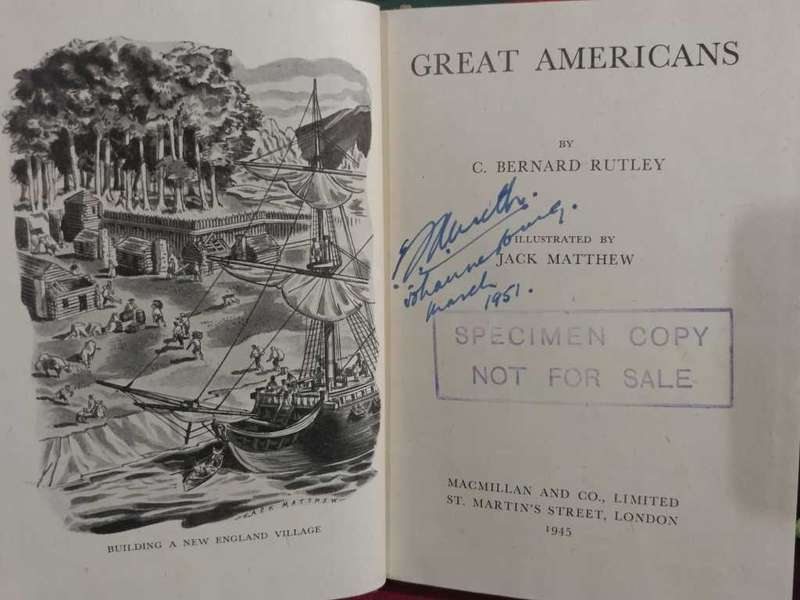 JACK MATTHEW
BUILDING A NEW ENGLAND VILLAGE
GREAT AMERICANS
BY
C. BERNARD RUTLEY
ILLUSTRATED BY
JACK MATTHEW
Johannesburg.
March 1951.
SPECIMEN COPY
NOT FOR SALE
MACMILLAN AND CO., LIMITED
ST. MARTIN'S STREET, LONDON
1945